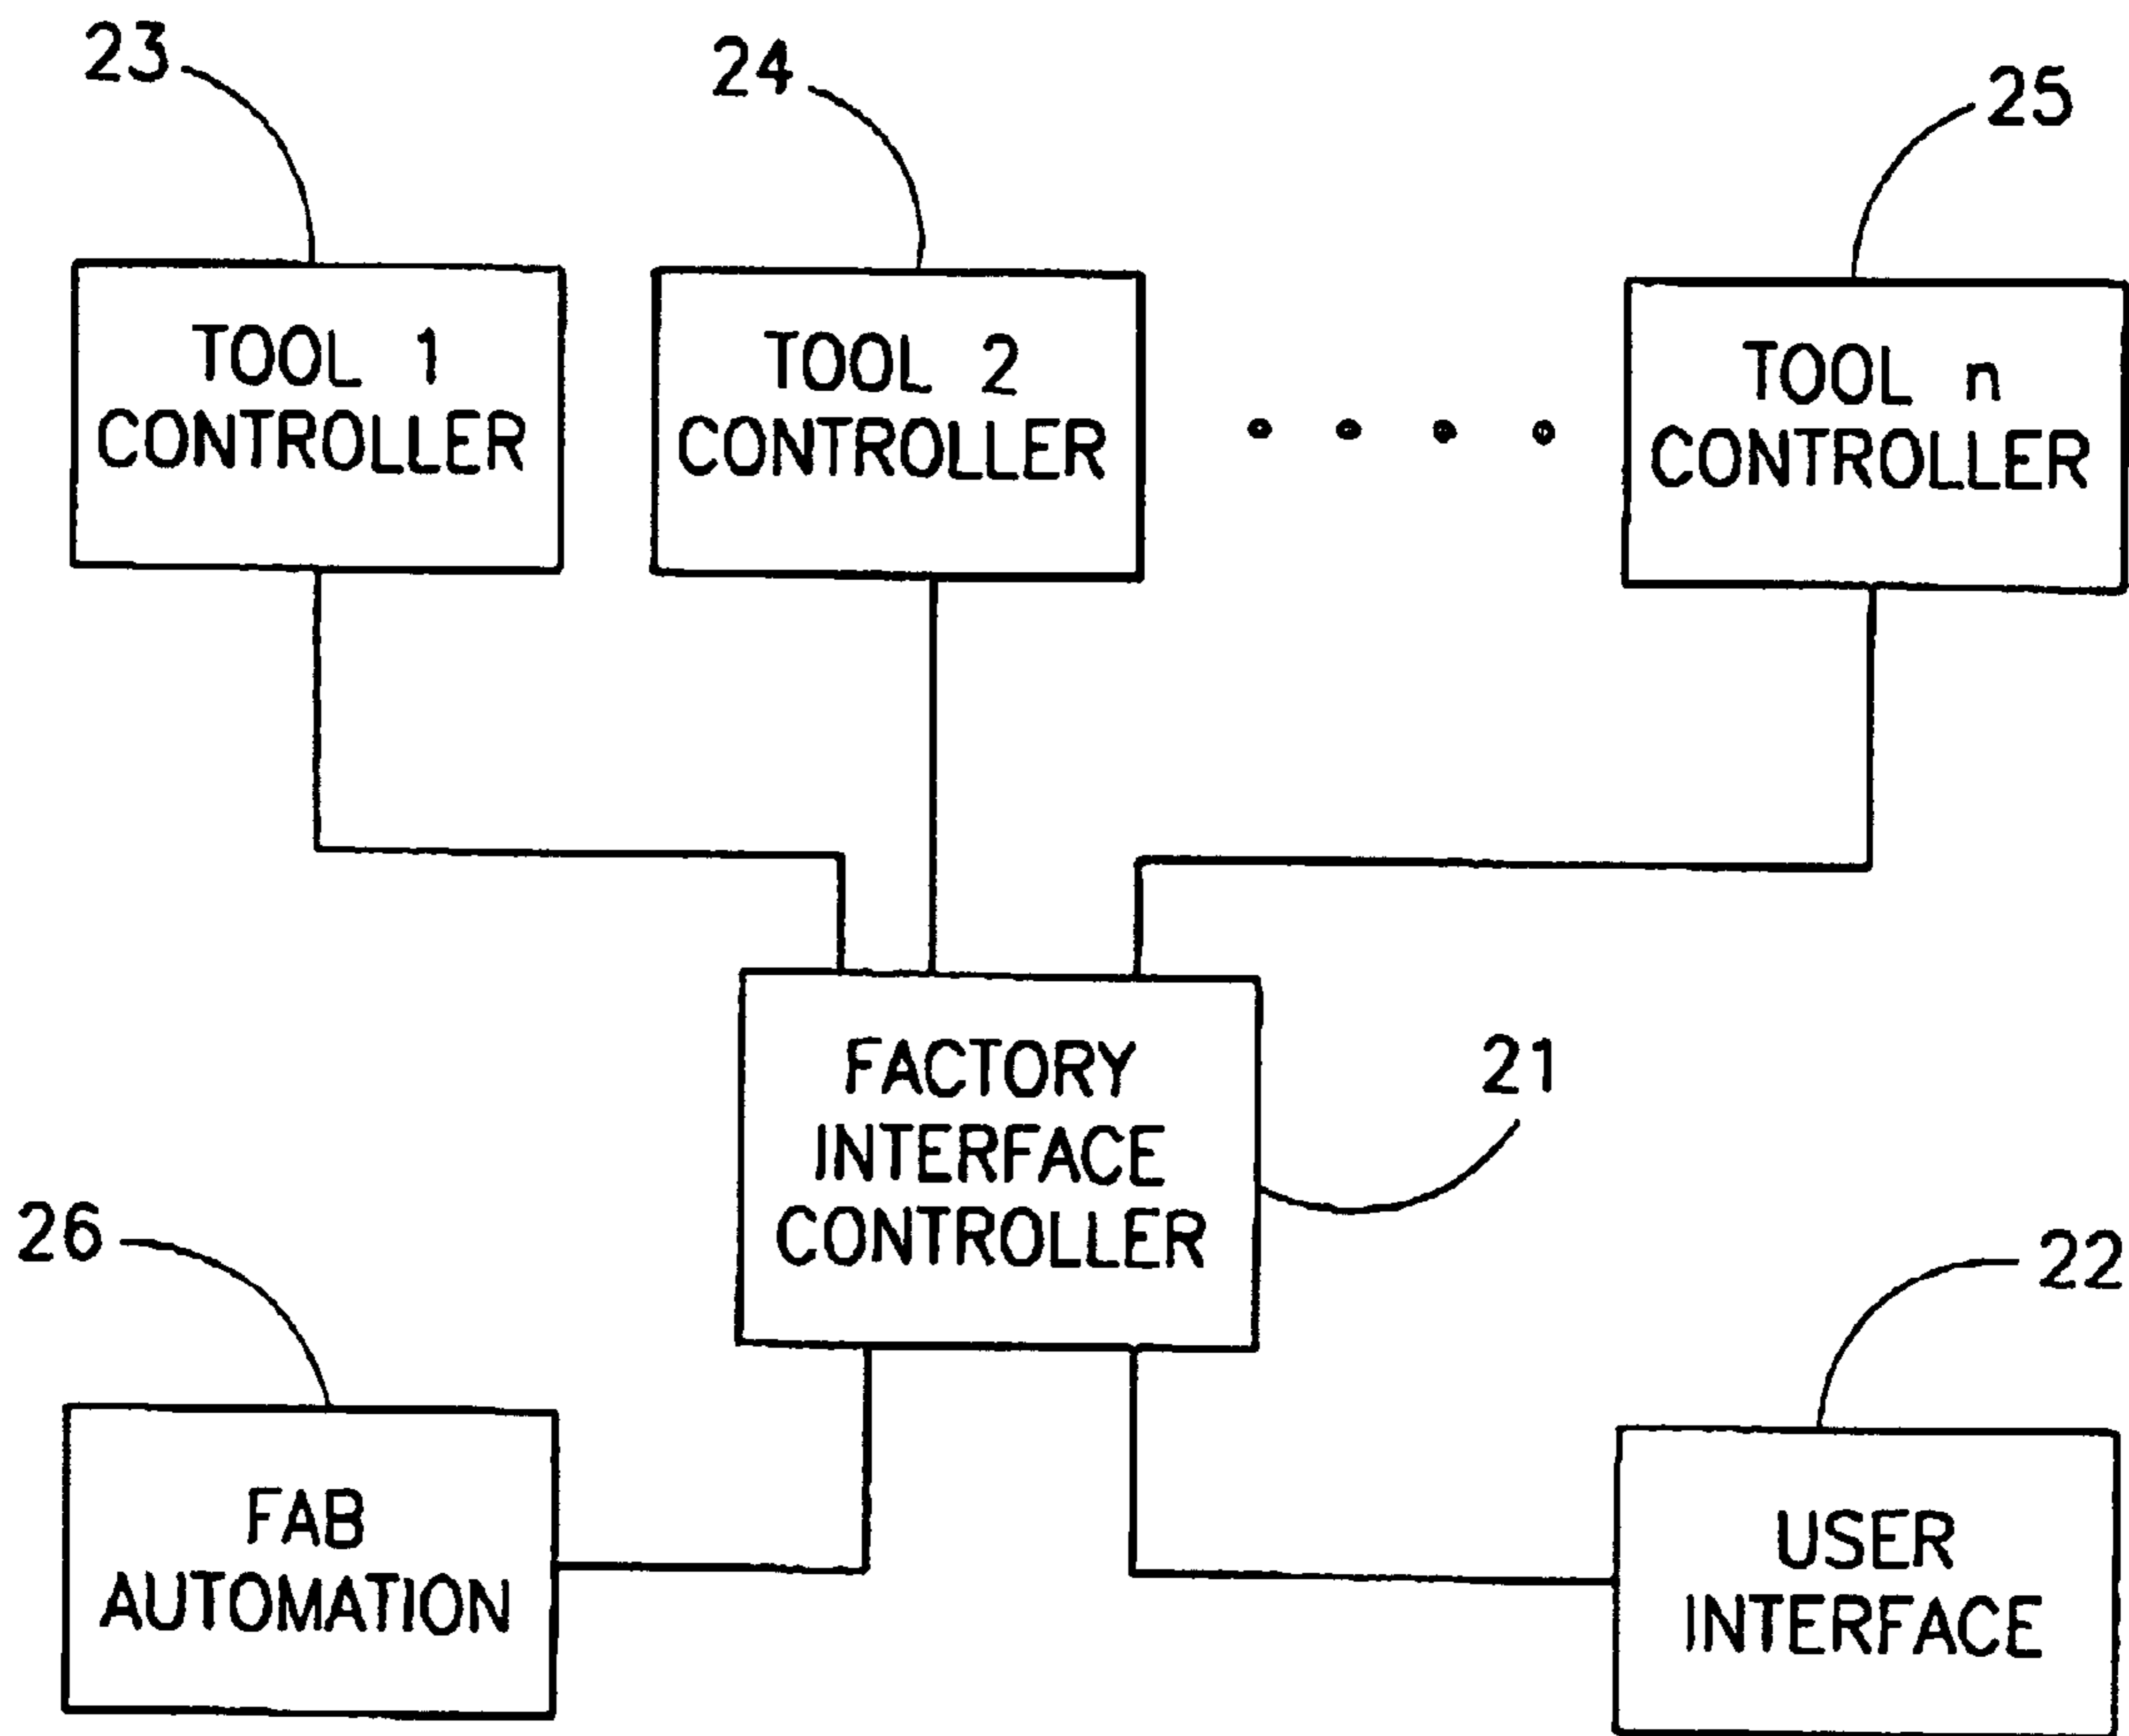 23
24
25
TOOL 1
CONTROLLER
TOOL 2
CONTROLLER
TOOL n
CONTROLLER
FACTORY
INTERFACE
CONTROLLER
21
26
22
FAB
AUTOMATION
USER
INTERFACE